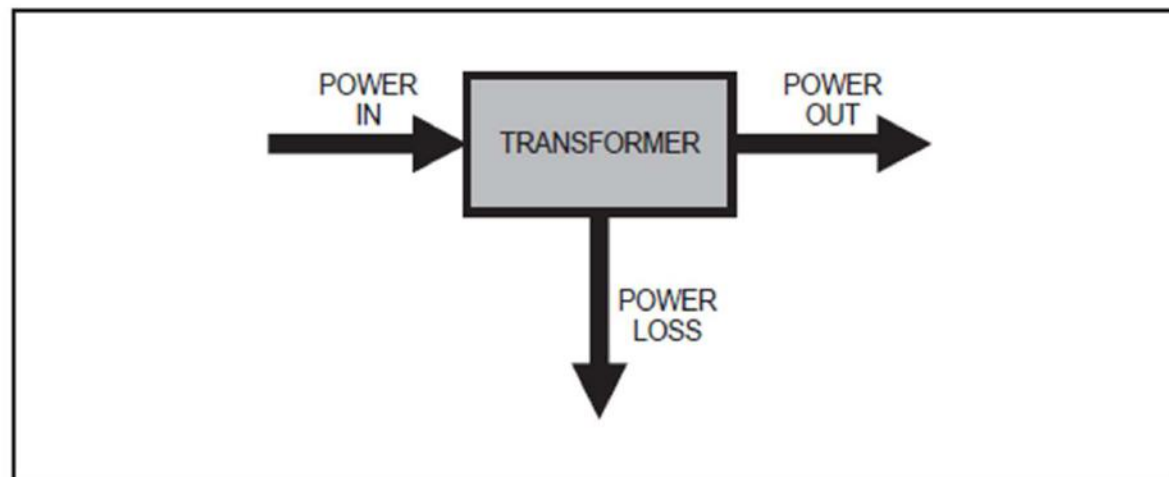 POWER
IN
TRANSFORMER
POWER
OUT
POWER
LOSS